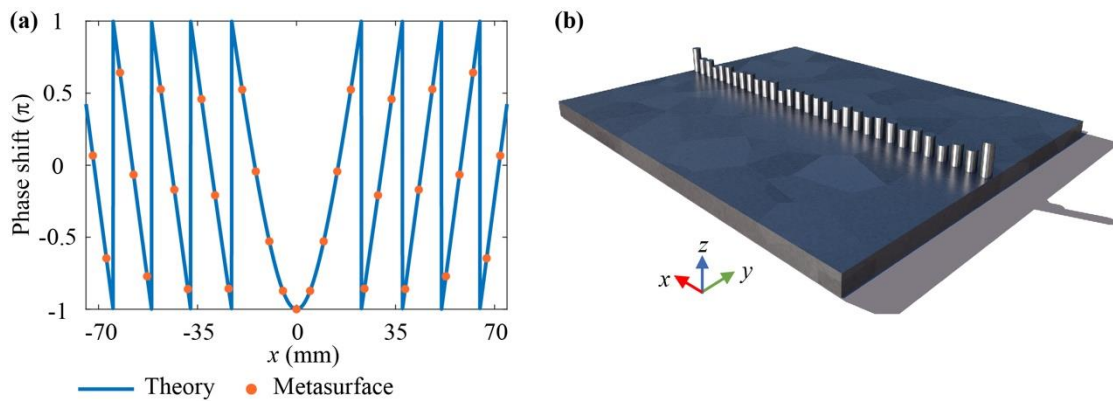 (a)
(b)
1
0.5
0
-0.5
-1
Phase shift (π)
-70
-35
0
35
70
x (mm)
Theory
Metasurface
z
x
y